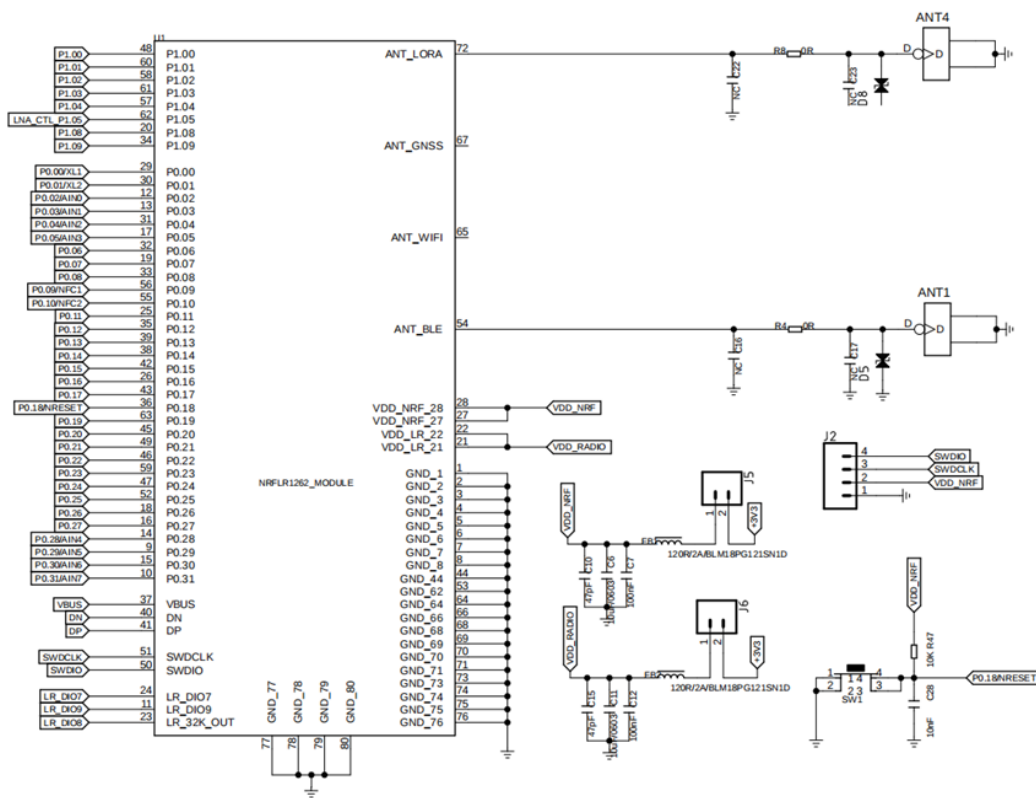 U1
NRFLR1262_MODULE
P1.00 48 P1.00
P1.01 60 P1.01
P1.02 58 P1.02
P1.03 61 P1.03
P1.04 57 P1.04
LNA_CTL_P1.05 62 P1.05
P1.08 20 P1.08
P1.09 34 P1.09
P0.00/XL1 29 P0.00
P0.01/XL2 30 P0.01
P0.02/AIN0 12 P0.02
P0.03/AIN1 13 P0.03
P0.04/AIN2 31 P0.04
P0.05/AIN3 17 P0.05
P0.06 32 P0.06
P0.07 19 P0.07
P0.08 33 P0.08
P0.09/NFC1 56 P0.09
P0.10/NFC2 55 P0.10
P0.11 25 P0.11
P0.12 35 P0.12
P0.13 39 P0.13
P0.14 38 P0.14
P0.15 42 P0.15
P0.16 26 P0.16
P0.17 43 P0.17
P0.18/NRESET 36 P0.18
P0.19 63 P0.19
P0.20 45 P0.20
P0.21 49 P0.21
P0.22 46 P0.22
P0.23 59 P0.23
P0.24 47 P0.24
P0.25 52 P0.25
P0.26 18 P0.26
P0.27 16 P0.27
P0.28/AIN4 14 P0.28
P0.29/AIN5 9 P0.29
P0.30/AIN6 15 P0.30
P0.31/AIN7 10 P0.31
VBUS 37 VBUS
DN 40 DN
DP 41 DP
SWDCLK 51 SWDCLK
SWDIO 50 SWDIO
LR_DIO7 24 LR_DIO7
LR_DIO9 11 LR_DIO9
LR_DIO8 23 LR_32K_OUT
GND_77 GND_78 GND_79 GND_80
77 78 79 80
ANT_LORA 72
ANT_GNSS 67
ANT_WIFI 65
ANT_BLE 54
VDD_NRF_28 28 VDD_NRF
VDD_NRF_27 27
VDD_LR_22 22
VDD_LR_21 21 VDD_RADIO
GND_1 1
GND_2 2
GND_3 3
GND_4 4
GND_5 5
GND_6 6
GND_7 7
GND_8 8
GND_44 44
GND_62 53
GND_64 64
GND_66 66
GND_68 68
GND_69 69
GND_70 70
GND_71 71
GND_73 73
GND_74 74
GND_75 75
GND_76 76
NC C22
R8 0R
NC C23
D8
D D
ANT4
NC C16
R4 0R
NC C17
D5
D D
ANT1
J2
4 SWDIO
3 SWDCLK
2 VDD_NRF
1
J5
1 2
+3V3
VDD_NRF
120R/2A/BLM18PG121SN1D
47pF C10
C6
100nF C7
J6
1 2
+3V3
VDD_RADIO
120R/2A/BLM18PG121SN1D
47pF C15
C11
100nF C12
VDD_NRF
10K R47
P0.18/NRESET
10nF C28
1 1 4 4
2 2 3 3
SW1